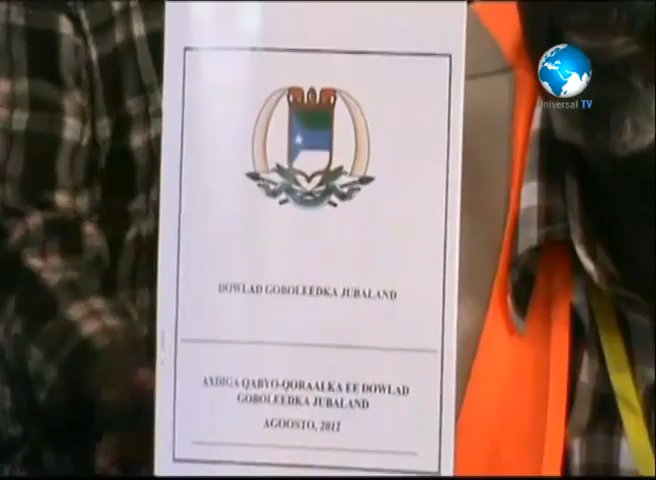 Universal TV
DOWLAD GOBOLEEDKA JUBALAND
AXDIGA QABYO-QORAALKA EE DOWLAD
GOBOLEEDKA JUBALAND
AGOOSTO, 2012